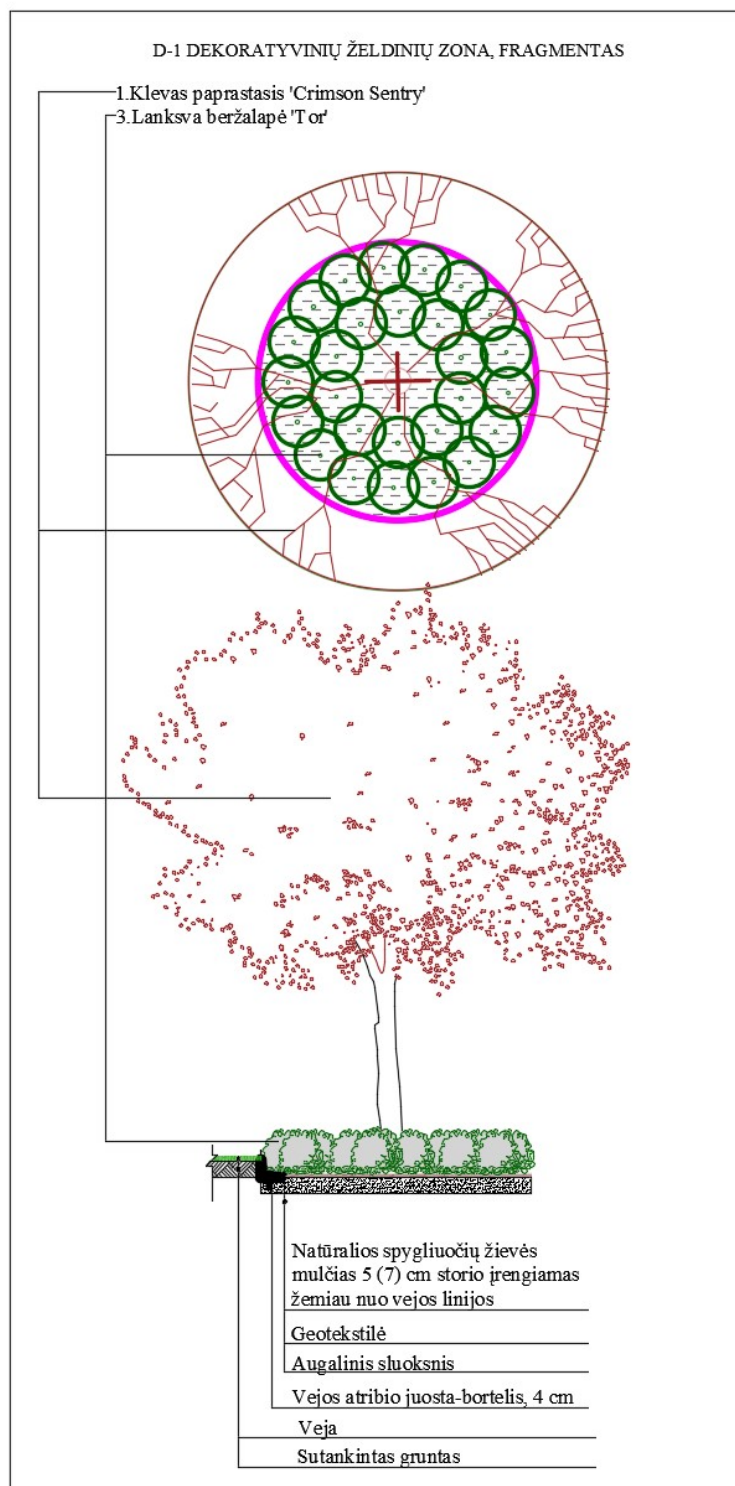 D-1 DEKORATYVINIŲ ŽELDINIŲ ZONA, FRAGMENTAS
1.Klevas paprastasis 'Crimson Sentry'
3.Lanksva beržalapė 'Tor'
Natūralios spygliuočių žievės
mulčias 5 (7) cm storio įrengiamas
žemiau nuo vejos linijos
Geotekstilė
Augalinis sluoksnis
Vejos atribio juosta-bortelis, 4 cm
Veja
Sutankintas gruntas